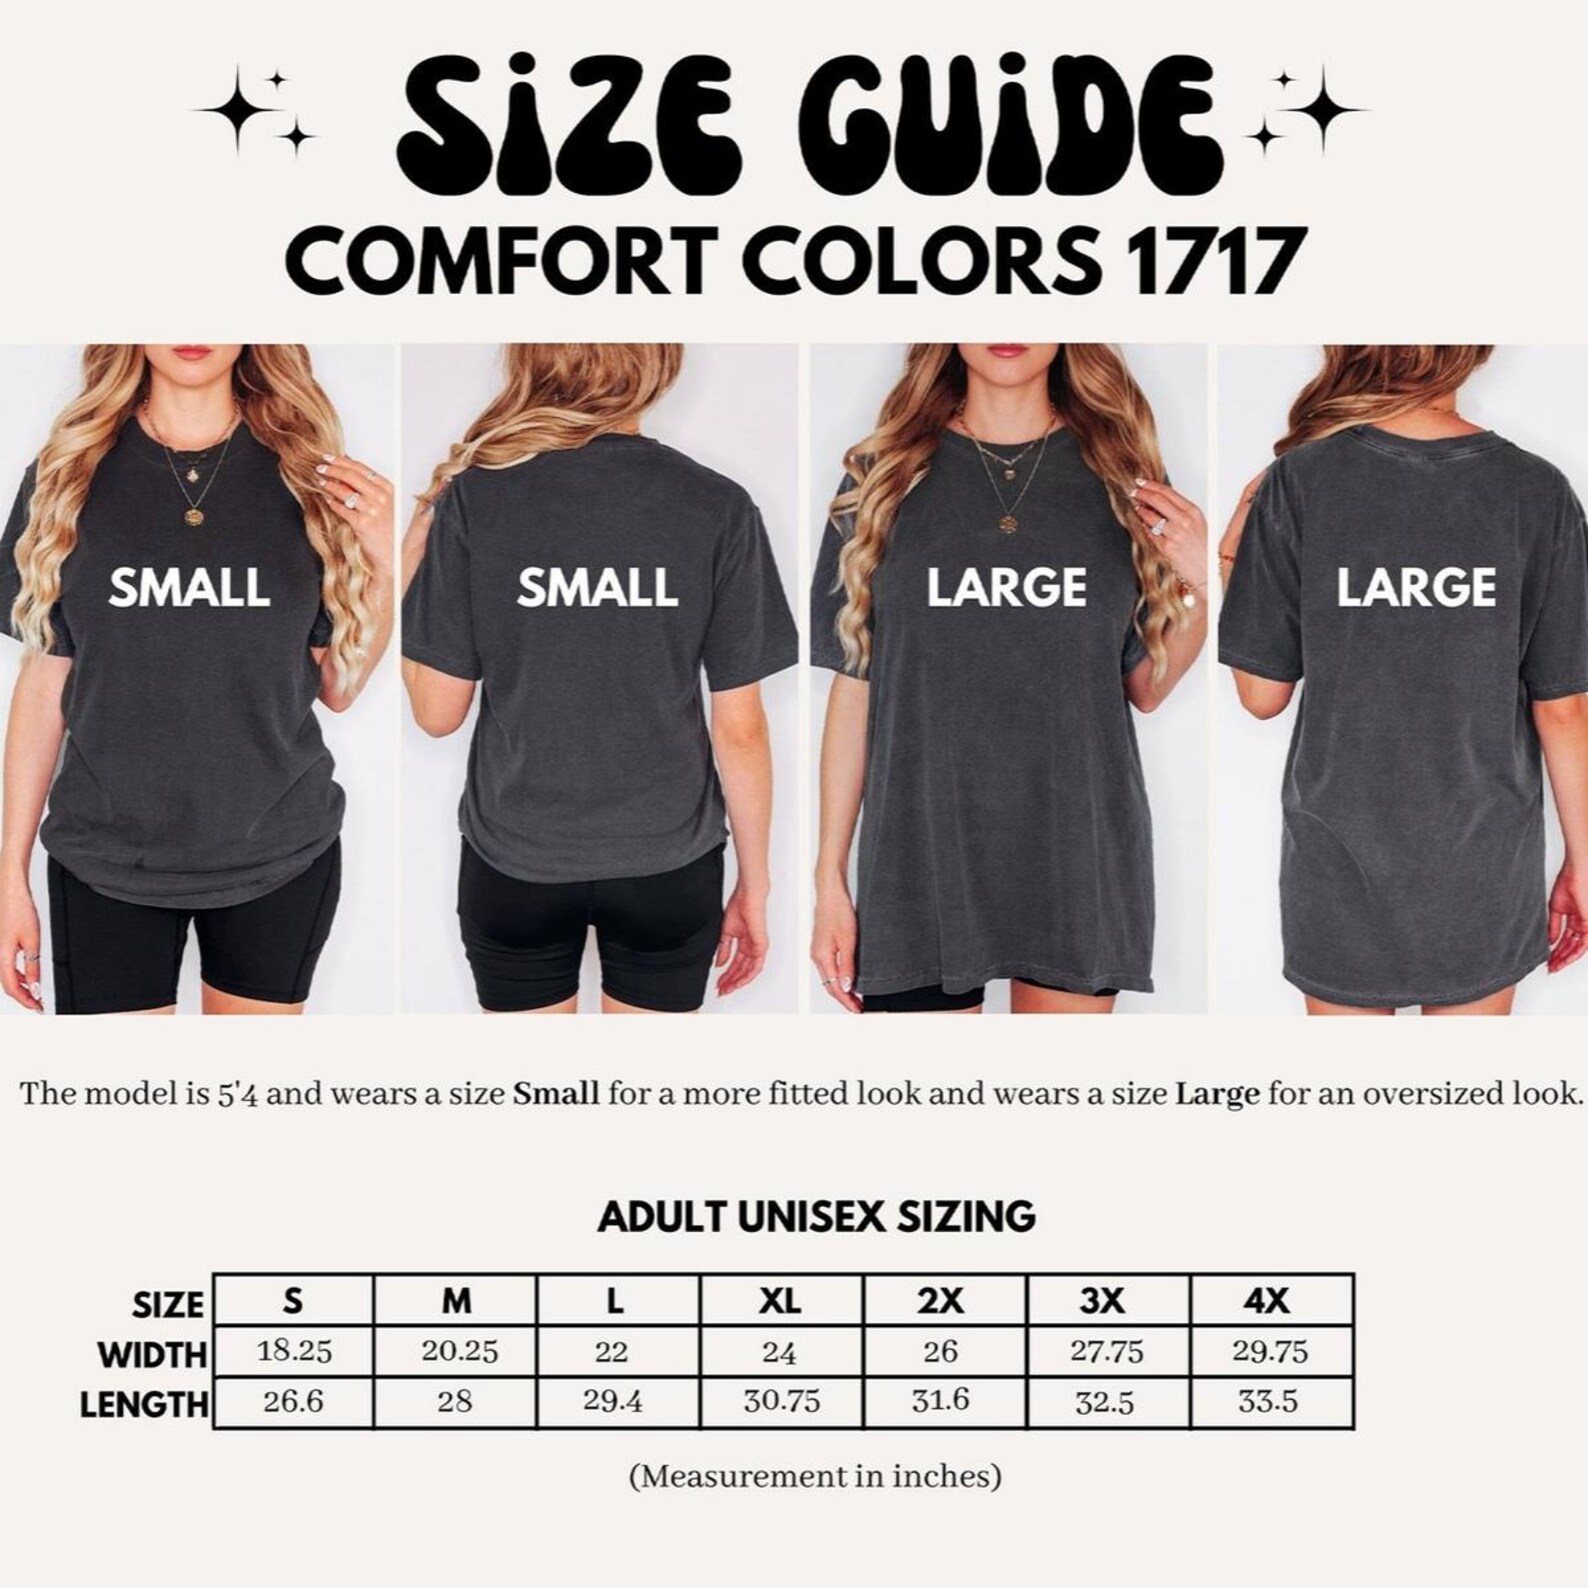 SiZE GUiDE
COMFORT COLORS 1717
SMALL SMALL LARGE LARGE
The model is 5'4 and wears a size Small for a more fitted look and wears a size Large for an oversized look.
ADULT UNISEX SIZING
SIZE S M L XL 2X 3X 4X
WIDTH 18.25 20.25 22 24 26 27.75 29.75
LENGTH 26.6 28 29.4 30.75 31.6 32.5 33.5
(Measurement in inches)